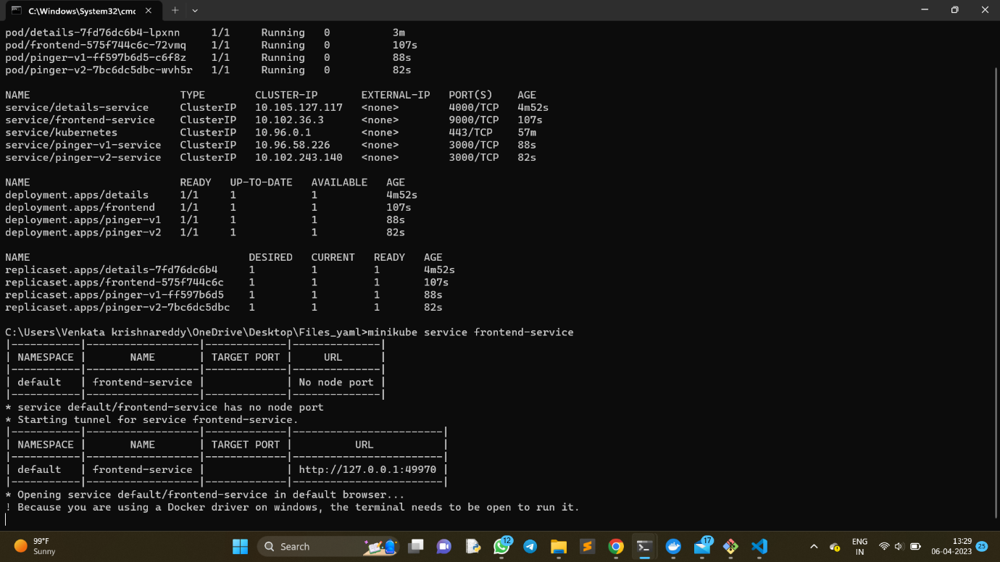 C:\Windows\System32\cmc
pod/details-7fd76dc6b4-lpxnn 1/1 Running 0 3m
pod/frontend-575f744c6c-72vmq 1/1 Running 0 107s
pod/pinger-v1-ff597b6d5-c6f8z 1/1 Running 0 88s
pod/pinger-v2-7bc6dc5dbc-wvh5r 1/1 Running 0 82s
NAME TYPE CLUSTER-IP EXTERNAL-IP PORT(S) AGE
service/details-service ClusterIP 10.105.127.117 <none> 4000/TCP 4m52s
service/frontend-service ClusterIP 10.102.36.3 <none> 9000/TCP 107s
service/kubernetes ClusterIP 10.96.0.1 <none> 443/TCP 57m
service/pinger-v1-service ClusterIP 10.96.58.226 <none> 3000/TCP 88s
service/pinger-v2-service ClusterIP 10.102.243.140 <none> 3000/TCP 82s
NAME READY UP-TO-DATE AVAILABLE AGE
deployment.apps/details 1/1 1 1 4m52s
deployment.apps/frontend 1/1 1 1 107s
deployment.apps/pinger-v1 1/1 1 1 88s
deployment.apps/pinger-v2 1/1 1 1 82s
NAME DESIRED CURRENT READY AGE
replicaset.apps/details-7fd76dc6b4 1 1 1 4m52s
replicaset.apps/frontend-575f744c6c 1 1 1 107s
replicaset.apps/pinger-v1-ff597b6d5 1 1 1 88s
replicaset.apps/pinger-v2-7bc6dc5dbc 1 1 1 82s
C:\Users\Venkata krishnareddy\OneDrive\Desktop\Files_yaml>minikube service frontend-service
|-----------|------------------|-------------|--------------|
| NAMESPACE | NAME | TARGET PORT | URL |
|-----------|------------------|-------------|--------------|
| default | frontend-service | | No node port |
|-----------|------------------|-------------|--------------|
* service default/frontend-service has no node port
* Starting tunnel for service frontend-service.
|-----------|------------------|-------------|------------------------|
| NAMESPACE | NAME | TARGET PORT | URL |
|-----------|------------------|-------------|------------------------|
| default | frontend-service | | http://127.0.0.1:49970 |
|-----------|------------------|-------------|------------------------|
* Opening service default/frontend-service in default browser...
! Because you are using a Docker driver on windows, the terminal needs to be open to run it.
99°F
Sunny
Search
12
17
ENG
IN
13:29
06-04-2023
25